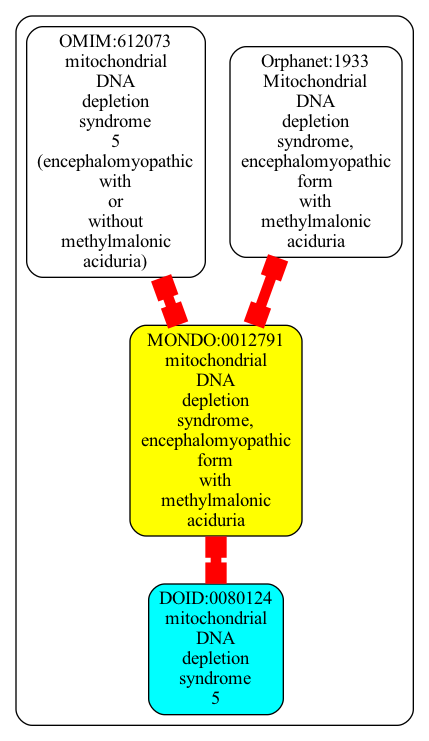 OMIM:612073
mitochondrial
DNA
depletion
syndrome
5
(encephalomyopathic
with
or
without
methylmalonic
aciduria)
Orphanet:1933
Mitochondrial
DNA
depletion
syndrome,
encephalomyopathic
form
with
methylmalonic
aciduria
MONDO:0012791
mitochondrial
DNA
depletion
syndrome,
encephalomyopathic
form
with
methylmalonic
aciduria
DOID:0080124
mitochondrial
DNA
depletion
syndrome
5